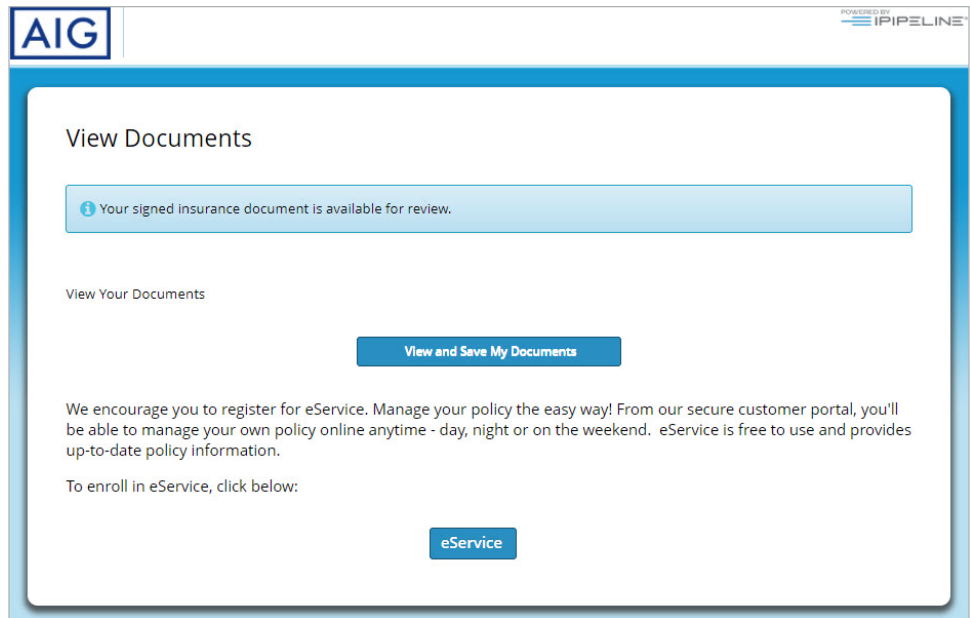 AIG
POWERED BY
IPIPELINE
View Documents
Your signed insurance document is available for review.
View Your Documents
View and Save My Documents
We encourage you to register for eService. Manage your policy the easy way! From our secure customer portal, you'll
be able to manage your own policy online anytime - day, night or on the weekend.  eService is free to use and provides
up-to-date policy information.
To enroll in eService, click below:
eService